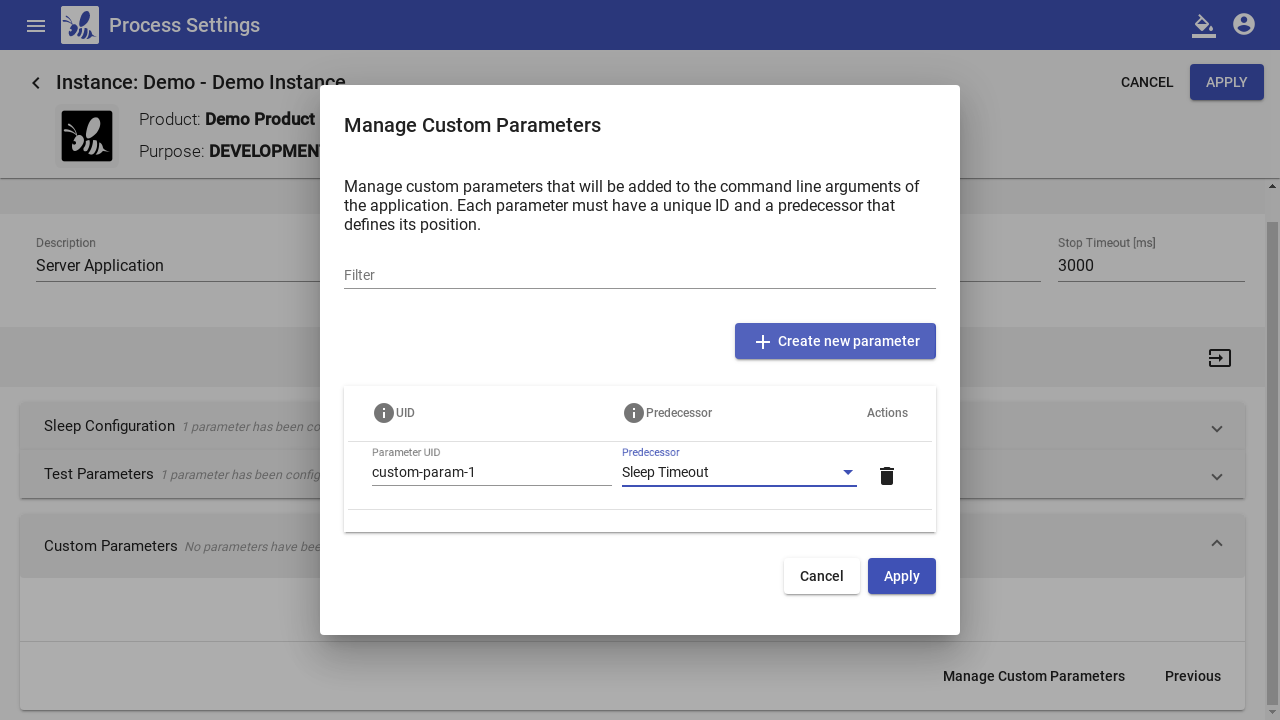 Process Settings
Instance: Demo - Demo Instance
CANCEL
APPLY
Product: Demo Product
Purpose: DEVELOPMENT
Manage Custom Parameters
Manage custom parameters that will be added to the command line arguments of
the application. Each parameter must have a unique ID and a predecessor that
defines its position.
Filter
Create new parameter
UID
Predecessor
Actions
Parameter UID
custom-param-1
Predecessor
Sleep Timeout
Cancel
Apply
Description
Server Application
Stop Timeout [ms]
3000
Sleep Configuration 1 parameter has been
Test Parameters 1 parameter has been
Custom Parameters No parameters have
Manage Custom Parameters
Previous